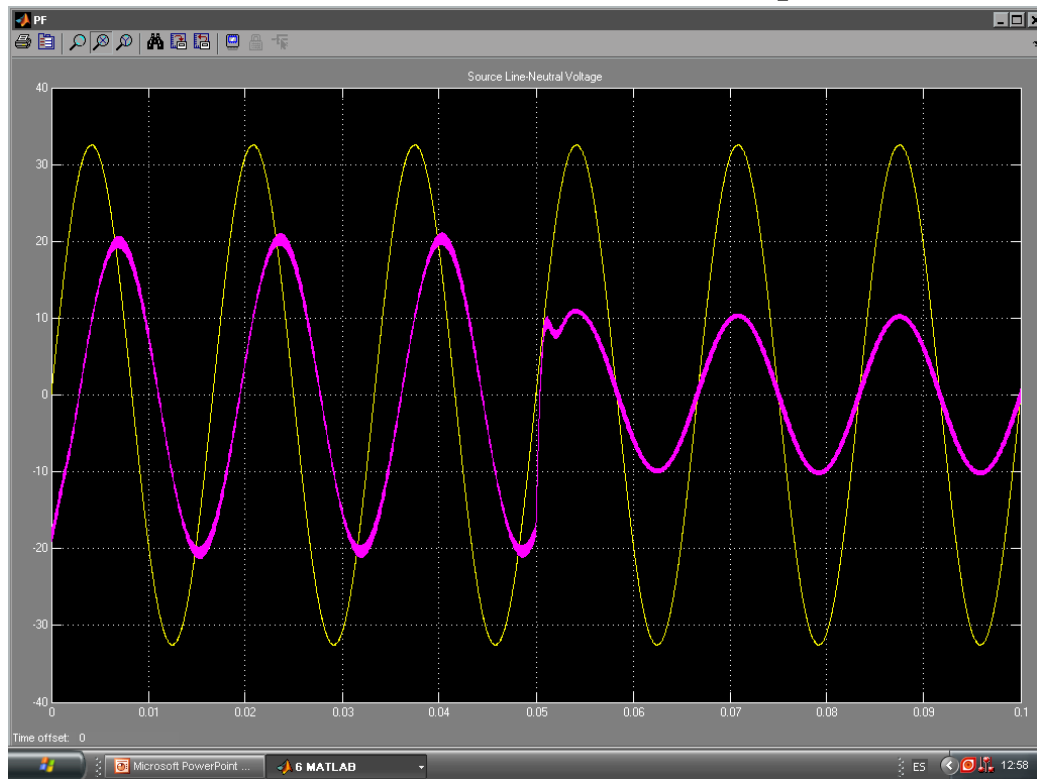 PF
Source Line-Neutral Voltage
40
30
20
10
0
-10
-20
-30
-40
0 0.01 0.02 0.03 0.04 0.05 0.06 0.07 0.08 0.09 0.1
Time offset: 0
Microsoft PowerPoint ... 6 MATLAB ES 12:58